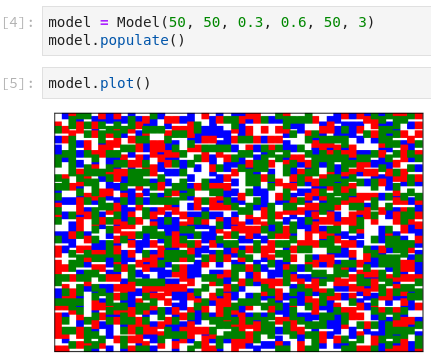 [4]: model = Model(50, 50, 0.3, 0.6, 50, 3)
model.populate()
[5]: model.plot()